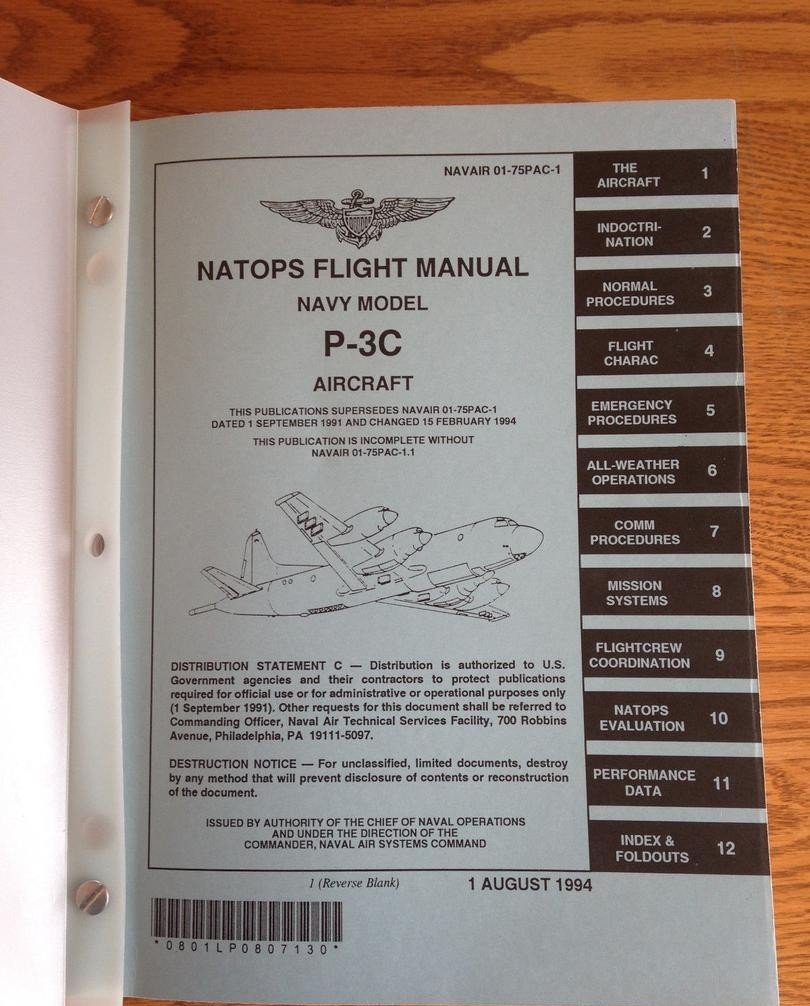 NAVAIR 01-75PAC-1
NATOPS FLIGHT MANUAL
NAVY MODEL
P-3C
AIRCRAFT
THIS PUBLICATIONS SUPERSEDES NAVAIR 01-75PAC-1
DATED 1 SEPTEMBER 1991 AND CHANGED 15 FEBRUARY 1994
THIS PUBLICATION IS INCOMPLETE WITHOUT
NAVAIR 01-75PAC-1.1
DISTRIBUTION STATEMENT C — Distribution is authorized to U.S.
Government agencies and their contractors to protect publications
required for official use or for administrative or operational purposes only
(1 September 1991). Other requests for this document shall be referred to
Commanding Officer, Naval Air Technical Services Facility, 700 Robbins
Avenue, Philadelphia, PA 19111-5097.
DESTRUCTION NOTICE — For unclassified, limited documents, destroy
by any method that will prevent disclosure of contents or reconstruction
of the document.
ISSUED BY AUTHORITY OF THE CHIEF OF NAVAL OPERATIONS
AND UNDER THE DIRECTION OF THE
COMMANDER, NAVAL AIR SYSTEMS COMMAND
1 (Reverse Blank)
1 AUGUST 1994
*0801LP0807130*
THE
AIRCRAFT 1
INDOCTRI-
NATION 2
NORMAL
PROCEDURES 3
FLIGHT
CHARAC 4
EMERGENCY
PROCEDURES 5
ALL-WEATHER
OPERATIONS 6
COMM
PROCEDURES 7
MISSION
SYSTEMS 8
FLIGHTCREW
COORDINATION 9
NATOPS
EVALUATION 10
PERFORMANCE
DATA 11
INDEX &
FOLDOUTS 12